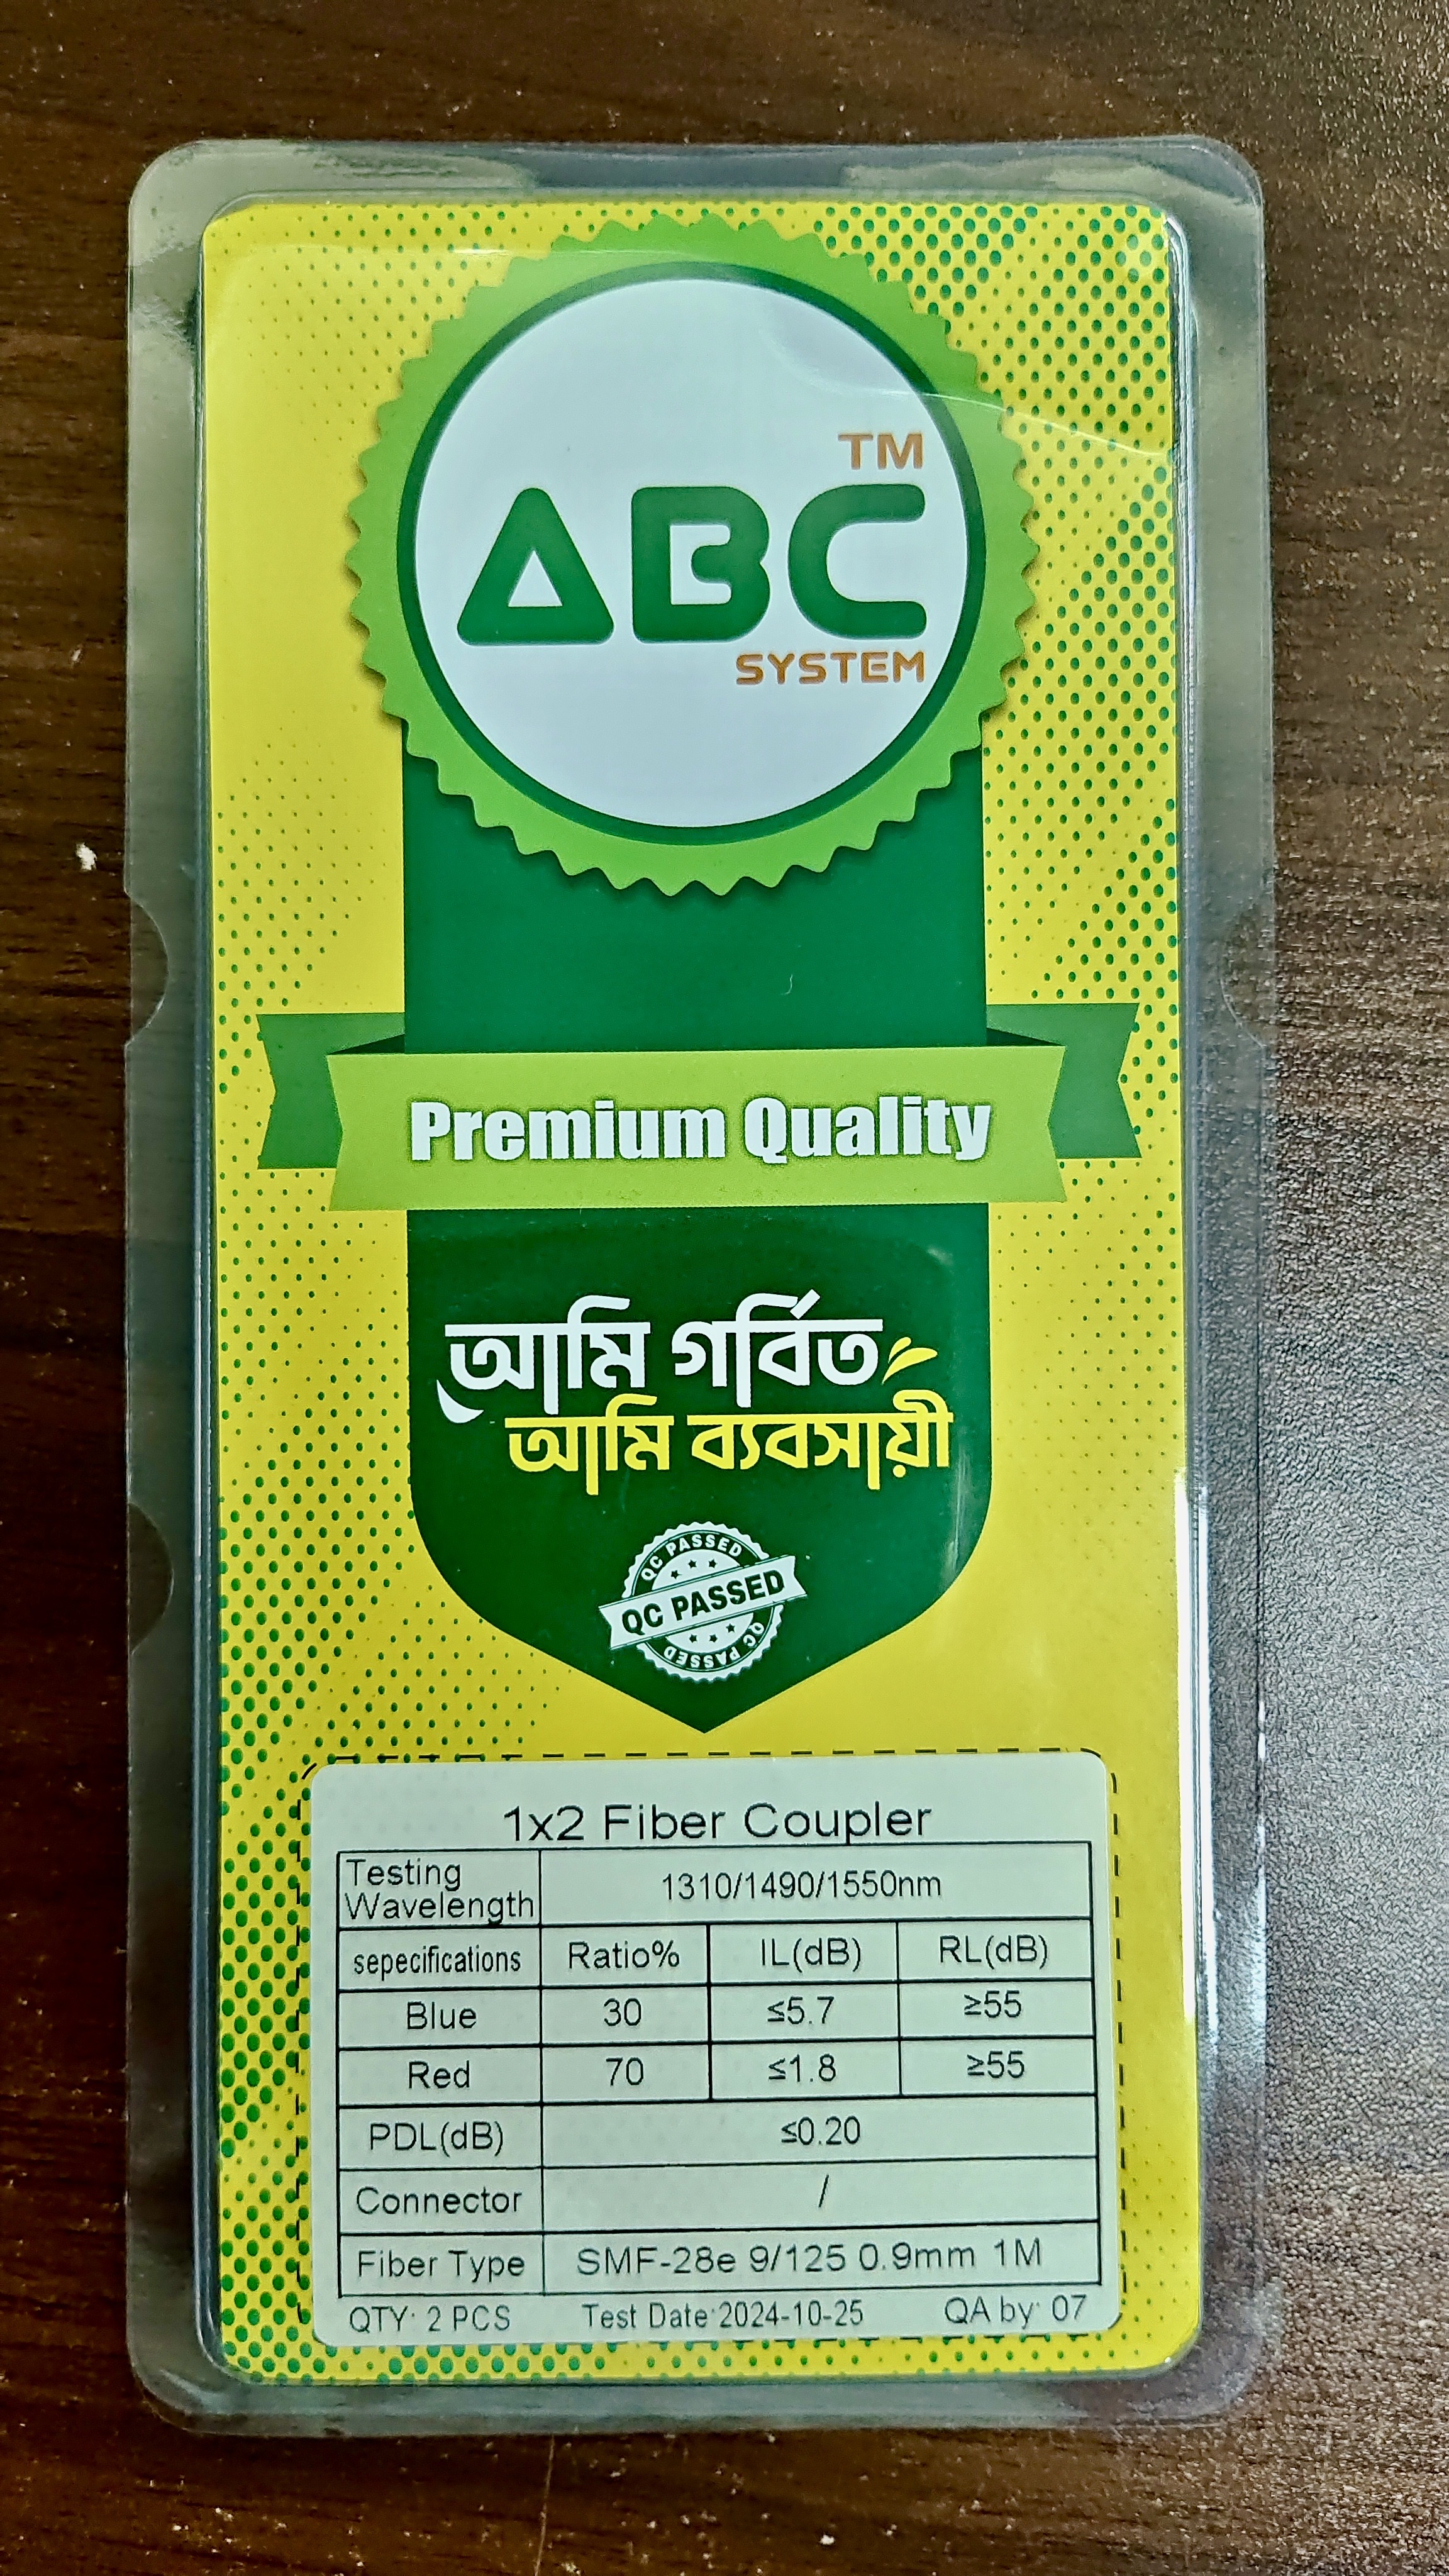 TM
ABC
SYSTEM
Premium Quality
আমি গর্বিত
আমি ব্যবসায়ী
QC PASSED
QC PASSED
QC PASSED
1x2 Fiber Coupler
Testing Wavelength 1310/1490/1550nm
sepecifications Ratio% IL(dB) RL(dB)
Blue 30 ≤5.7 ≥55
Red 70 ≤1.8 ≥55
PDL(dB) ≤0.20
Connector /
Fiber Type SMF-28e 9/125 0.9mm 1M
QTY: 2 PCS Test Date:2024-10-25 QA by: 07